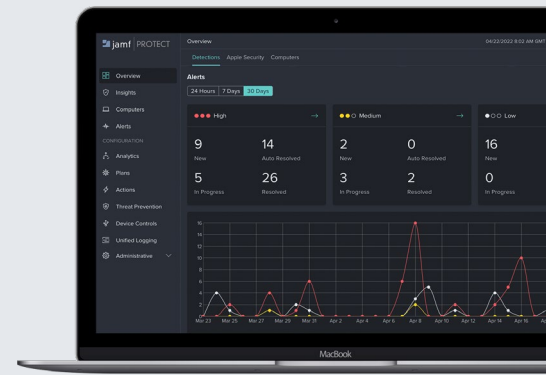 jamf PROTECT
Overview
04/22/2022 8:02 AM GMT
Detections Apple Security Computers
Overview
Insights
Computers
Alerts
CONFIGURATION
Analytics
Plans
Actions
Threat Prevention
Device Controls
Unified Logging
Administrative
Alerts
24 Hours 7 Days 30 Days
High → Medium → Low
9 14 2 0 16
New Auto Resolved New Auto Resolved New
5 26 3 2 0
In Progress Resolved In Progress Resolved In Progress
16
14
12
10
8
6
4
2
Mar 23 Mar 25 Mar 27 Mar 29 Mar 31 Apr 2 Apr 4 Apr 6 Apr 8 Apr 10 Apr 12 Apr 14 Apr 16
MacBook